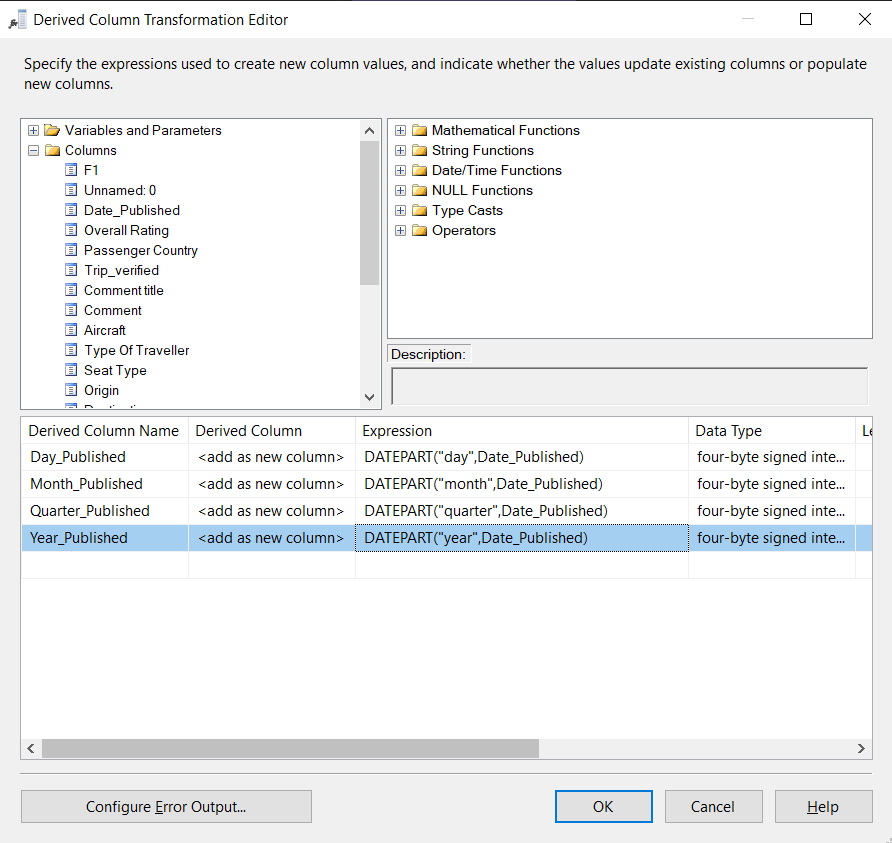 Derived Column Transformation Editor
Specify the expressions used to create new column values, and indicate whether the values update existing columns or populate
new columns.
Variables and Parameters
Columns
F1
Unnamed: 0
Date_Published
Overall Rating
Passenger Country
Trip_verified
Comment title
Comment
Aircraft
Type Of Traveller
Seat Type
Origin
Mathematical Functions
String Functions
Date/Time Functions
NULL Functions
Type Casts
Operators
Description:
Derived Column Name Derived Column Expression Data Type Le
Day_Published <add as new column> DATEPART("day",Date_Published) four-byte signed inte...
Month_Published <add as new column> DATEPART("month",Date_Published) four-byte signed inte...
Quarter_Published <add as new column> DATEPART("quarter",Date_Published) four-byte signed inte...
Year_Published <add as new column> DATEPART("year",Date_Published) four-byte signed inte...
Configure Error Output... OK Cancel Help